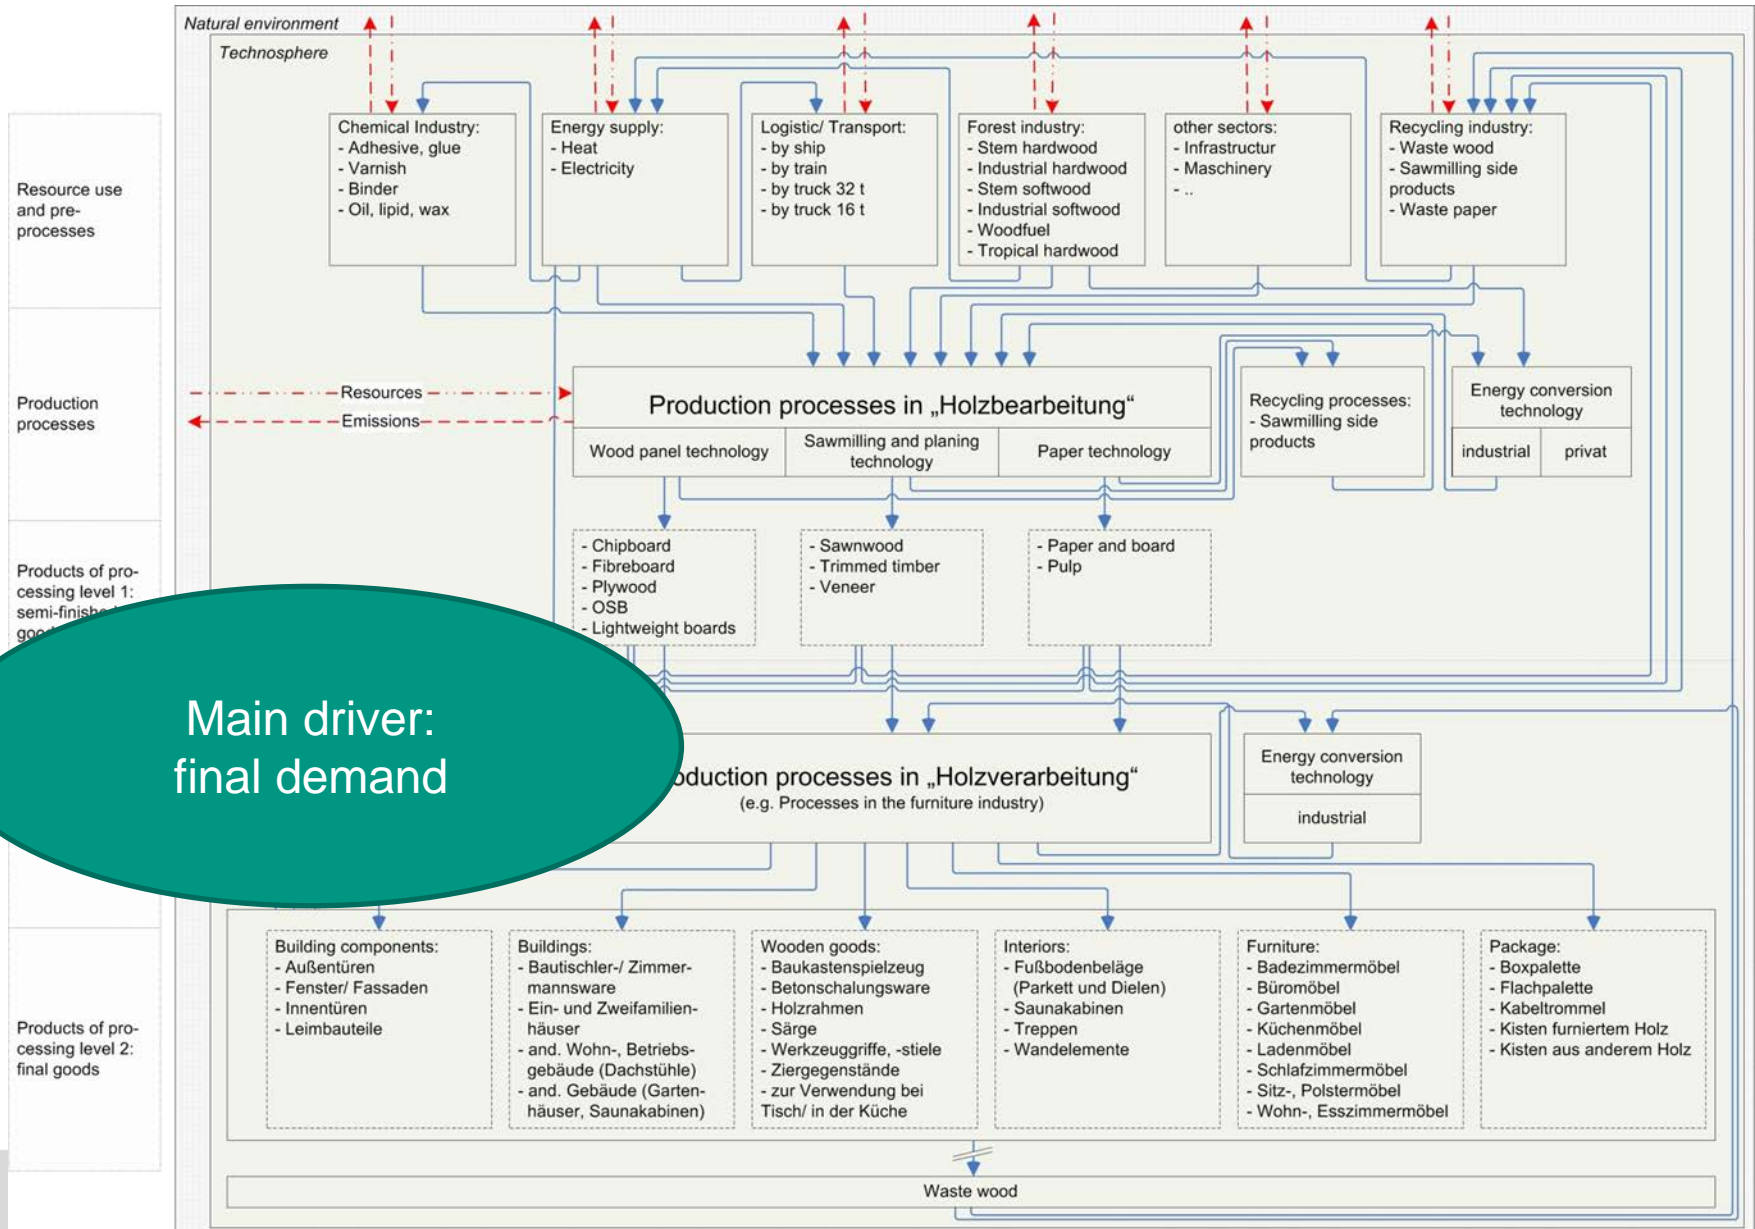 Natural environment
Technosphere
Resource use
and pre-
processes
Chemical Industry:
- Adhesive, glue
- Varnish
- Binder
- Oil, lipid, wax
Energy supply:
- Heat
- Electricity
Logistic/ Transport:
- by ship
- by train
- by truck 32 t
- by truck 16 t
Forest industry:
- Stem hardwood
- Industrial hardwood
- Stem softwood
- Industrial softwood
- Woodfuel
- Tropical hardwood
other sectors:
- Infrastructur
- Maschinery
- ..
Recycling industry:
- Waste wood
- Sawmilling side
products
- Waste paper
Production
processes
Resources
Emissions
Production processes in „Holzbearbeitung“
Wood panel technology
Sawmilling and planing
technology
Paper technology
Recycling processes:
- Sawmilling side
products
Energy conversion
technology
industrial
privat
Products of pro-
cessing level 1:
semi-finished
- Chipboard
- Fibreboard
- Plywood
- OSB
- Lightweight boards
- Sawnwood
- Trimmed timber
- Veneer
- Paper and board
- Pulp
Main driver:
final demand
oduction processes in „Holzverarbeitung“
(e.g. Processes in the furniture industry)
Energy conversion
technology
industrial
Products of pro-
cessing level 2:
final goods
Building components:
- Außentüren
- Fenster/ Fassaden
- Innentüren
- Leimbauteile
Buildings:
- Bautischler-/ Zimmer-
mannsware
- Ein- und Zweifamilien-
häuser
- and. Wohn-, Betriebs-
gebäude (Dachstühle)
- and. Gebäude (Garten-
häuser, Saunakabinen)
Wooden goods:
- Baukastenspielzeug
- Betonschalungsware
- Holzrahmen
- Särge
- Werkzeuggriffe, -stiele
- Ziergegenstände
- zur Verwendung bei
Tisch/ in der Küche
Interiors:
- Fußbodenbeläge
(Parkett und Dielen)
- Saunakabinen
- Treppen
- Wandelemente
Furniture:
- Badezimmermöbel
- Büromöbel
- Gartenmöbel
- Küchenmöbel
- Ladenmöbel
- Schlafzimmermöbel
- Sitz-, Polstermöbel
- Wohn-, Esszimmermöbel
Package:
- Boxpalette
- Flachpalette
- Kabeltrommel
- Kisten furniertem Holz
- Kisten aus anderem Holz
Waste wood